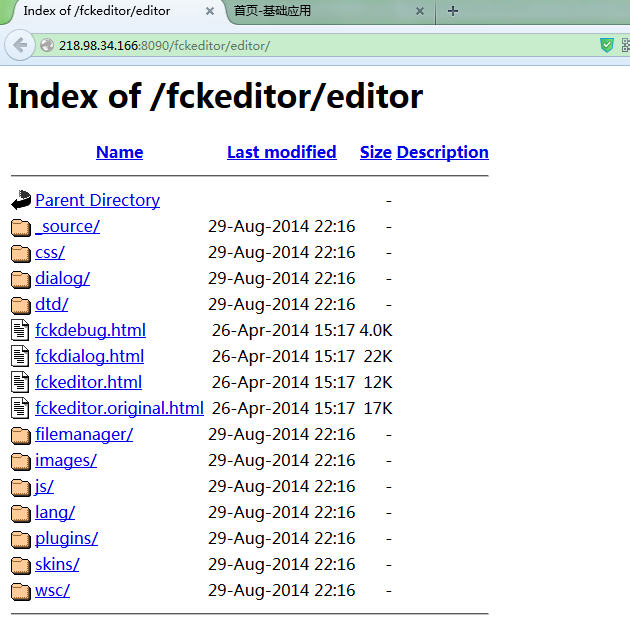 Index of /fckeditor/editor
首页-基础应用
218.98.34.166:8090/fckeditor/editor/
Index of /fckeditor/editor
Name Last modified Size Description
Parent Directory -
_source/ 29-Aug-2014 22:16 -
css/ 29-Aug-2014 22:16 -
dialog/ 29-Aug-2014 22:16 -
dtd/ 29-Aug-2014 22:16 -
fckdebug.html 26-Apr-2014 15:17 4.0K
fckdialog.html 26-Apr-2014 15:17 22K
fckeditor.html 26-Apr-2014 15:17 12K
fckeditor.original.html 26-Apr-2014 15:17 17K
filemanager/ 29-Aug-2014 22:16 -
images/ 29-Aug-2014 22:16 -
js/ 29-Aug-2014 22:16 -
lang/ 29-Aug-2014 22:16 -
plugins/ 29-Aug-2014 22:16 -
skins/ 29-Aug-2014 22:16 -
wsc/ 29-Aug-2014 22:16 -